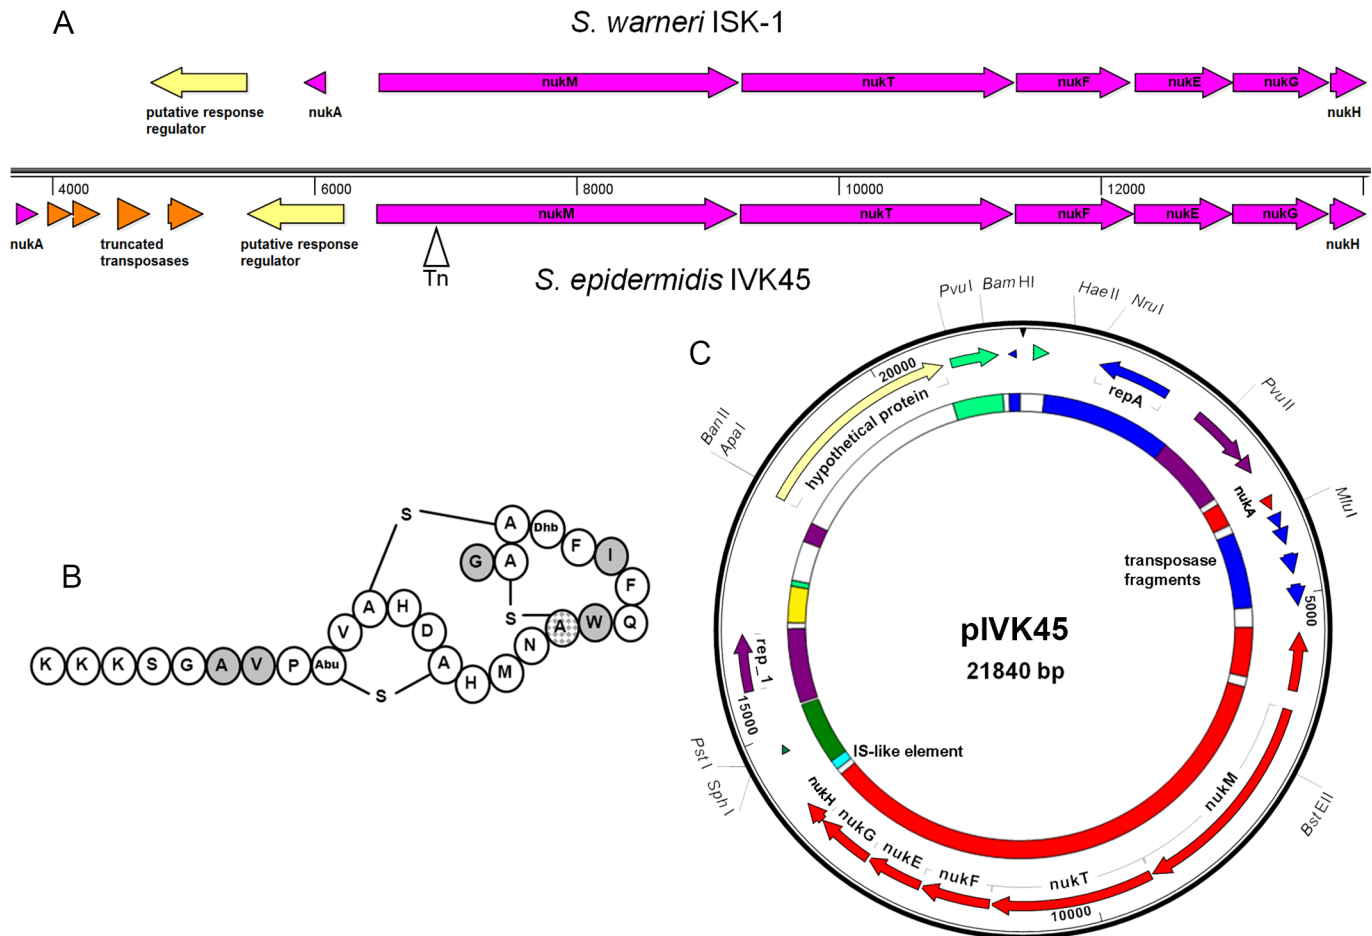 A
S. warneri ISK-1
nukM
nukT
nukF
nukE
nukG
putative response
regulator
nukA
nukH
4000
6000
8000
10000
12000
nukM
nukT
nukF
nukE
nukG
nukA
truncated
transposases
putative response
regulator
nukH
Tn
S. epidermidis IVK45
B
S
A
Dhb
F
I
G
A
F
S
A
W
Q
A
H
V
D
N
K
K
K
S
G
A
V
P
Abu
A
H
M
S
C
PvuI
BamHI
HaeII
NruI
PvuII
MluI
BstEII
SphI
PstI
ApaI
BanII
20000
hypothetical protein
repA
nukA
transposase
fragments
5000
pIVK45
21840 bp
rep_1
15000
IS-like element
nukH
nukG
nukE
nukF
nukT
nukM
10000